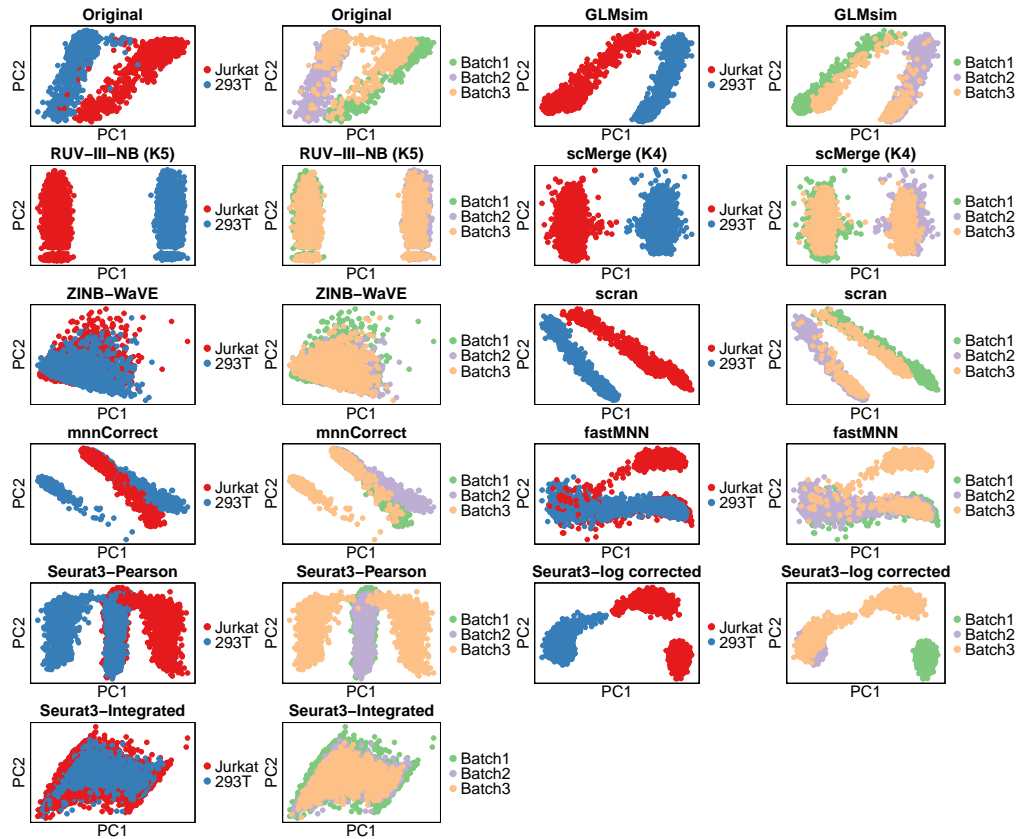 Original
PC2
PC1
Jurkat
293T
Original
PC2
PC1
Batch1
Batch2
Batch3
GLMsim
PC2
PC1
Jurkat
293T
GLMsim
PC2
PC1
Batch1
Batch2
Batch3
RUV−III−NB (K5)
PC2
PC1
Jurkat
293T
RUV−III−NB (K5)
PC2
PC1
Batch1
Batch2
Batch3
scMerge (K4)
PC2
PC1
Jurkat
293T
scMerge (K4)
PC2
PC1
Batch1
Batch2
Batch3
ZINB−WaVE
PC2
PC1
Jurkat
293T
ZINB−WaVE
PC2
PC1
Batch1
Batch2
Batch3
scran
PC2
PC1
Jurkat
293T
scran
PC2
PC1
Batch1
Batch2
Batch3
mnnCorrect
PC2
PC1
Jurkat
293T
mnnCorrect
PC2
PC1
Batch1
Batch2
Batch3
fastMNN
PC2
PC1
Jurkat
293T
fastMNN
PC2
PC1
Batch1
Batch2
Batch3
Seurat3−Pearson
PC2
PC1
Jurkat
293T
Seurat3−Pearson
PC2
PC1
Batch1
Batch2
Batch3
Seurat3−log corrected
PC2
PC1
Jurkat
293T
Seurat3−log corrected
PC2
PC1
Batch1
Batch2
Batch3
Seurat3−Integrated
PC2
PC1
Jurkat
293T
Seurat3−Integrated
PC2
PC1
Batch1
Batch2
Batch3